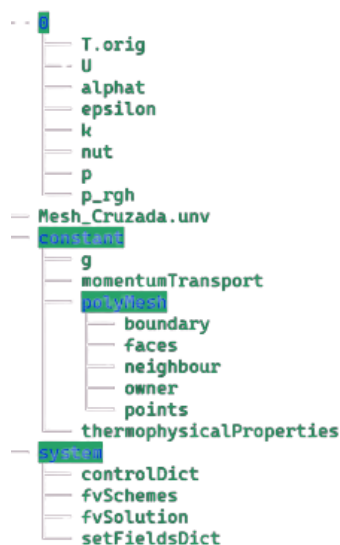 0
T.orig
U
alphat
epsilon
k
nut
p
p_rgh
Mesh_Cruzada.unv
constant
g
momentumTransport
polyMesh
boundary
faces
neighbour
owner
points
thermophysicalProperties
system
controlDict
fvSchemes
fvSolution
setFieldsDict